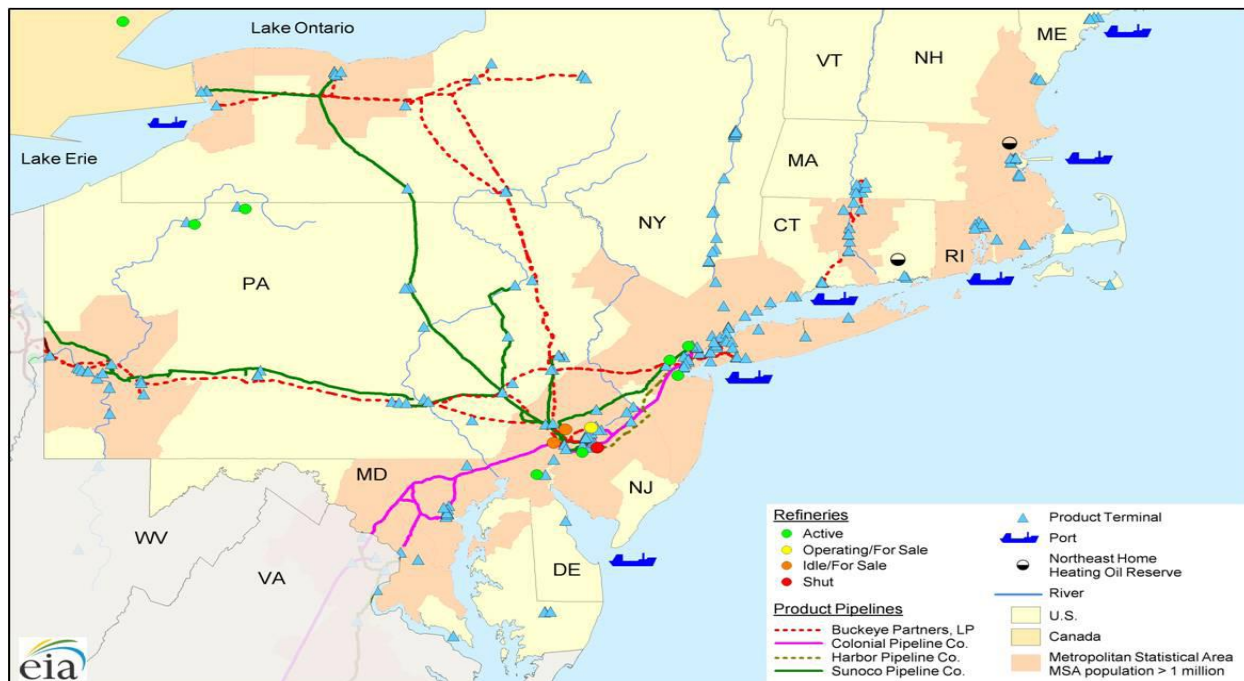 Lake Ontario
ME
VT
NH
Lake Erie
MA
NY
CT
RI
PA
MD
NJ
WV
VA
DE
eia
Refineries
Active
Operating/For Sale
Idle/For Sale
Shut
Product Pipelines
Buckeye Partners, LP
Colonial Pipeline Co.
Harbor Pipeline Co.
Sunoco Pipeline Co.
Product Terminal
Port
Northeast Home
Heating Oil Reserve
River
U.S.
Canada
Metropolitan Statistical Area
MSA population > 1 million